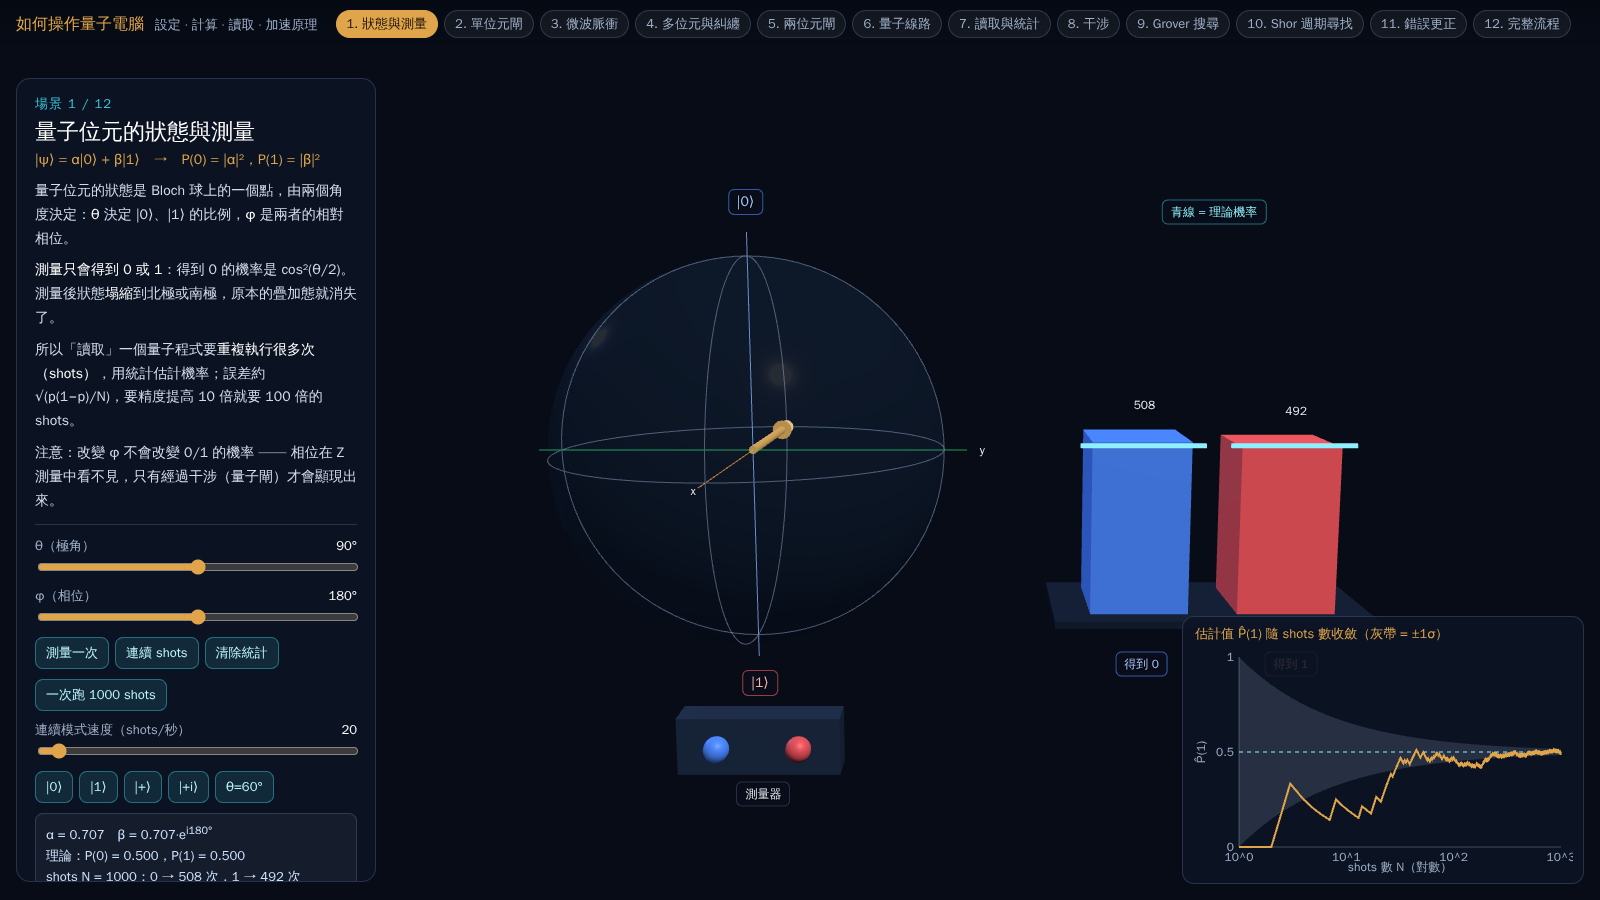 如何操作量子電腦 設定 · 計算 · 讀取 · 加速原理
1. 狀態與測量
2. 單位元閘
3. 微波脈衝
4. 多位元與糾纏
5. 兩位元閘
6. 量子線路
7. 讀取與統計
8. 干涉
9. Grover 搜尋
10. Shor 週期尋找
11. 錯誤更正
12. 完整流程
場景 1 / 12
量子位元的狀態與測量
|ψ⟩ = α|0⟩ + β|1⟩ → P(0) = |α|²，P(1) = |β|²
量子位元的狀態是 Bloch 球上的一個點，由兩個角
度決定：θ 決定 |0⟩、|1⟩ 的比例，φ 是兩者的相對
相位。
測量只會得到 0 或 1：得到 0 的機率是 cos²(θ/2)。
測量後狀態塌縮到北極或南極，原本的疊加態就消失
了。
所以「讀取」一個量子程式要重複執行很多次
（shots），用統計估計機率；誤差約
√(p(1−p)/N)，要精度提高 10 倍就要 100 倍的
shots。
注意：改變 φ 不會改變 0/1 的機率 —— 相位在 Z
測量中看不見，只有經過干涉（量子閘）才會顯現出
來。
θ（極角） 90°
φ（相位） 180°
測量一次
連續 shots
清除統計
一次跑 1000 shots
連續模式速度（shots/秒） 20
|0⟩
|1⟩
|+⟩
|+i⟩
θ=60°
α = 0.707 β = 0.707·e^i180°
理論：P(0) = 0.500，P(1) = 0.500
shots N = 1000：0 → 508 次，1 → 492 次
|0⟩
y
x
|1⟩
測量器
青線 = 理論機率
508
492
得到 0
得到 1
估計值 P̂(1) 隨 shots 數收斂（灰帶 = ±1σ）
1
0.5
0
P̂(1)
10^0
10^1
10^2
10^3
shots 數 N（對數）